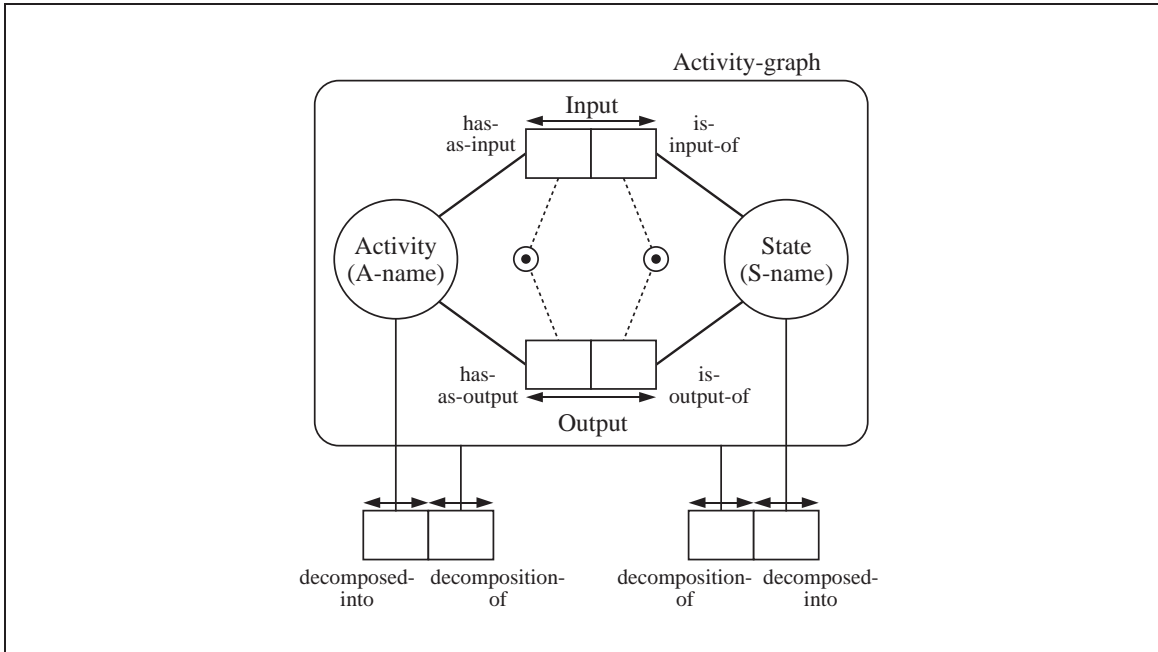 Activity-graph
Input
has-
as-input
is-
input-of
Activity
(A-name)
State
(S-name)
has-
as-output
is-
output-of
Output
decomposed-
into
decomposition-
of
decomposition-
of
decomposed-
into